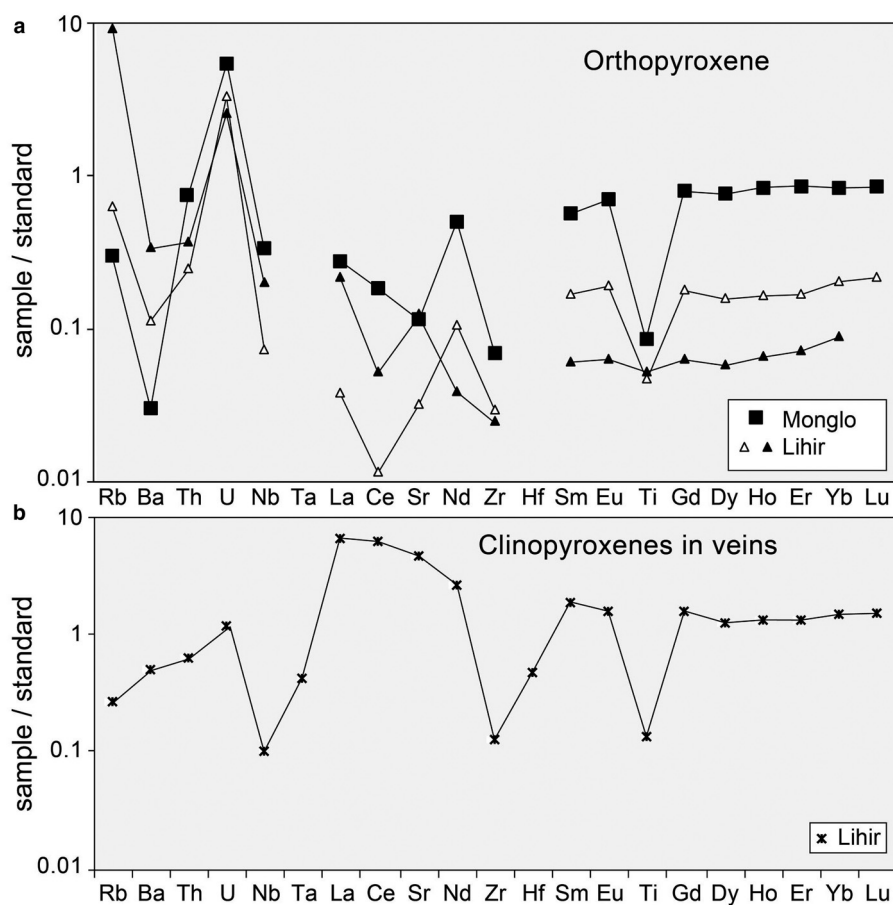 a
10
Orthopyroxene
1
0.1
0.01
sample / standard
Monglo
Lihir
Rb Ba Th U Nb Ta La Ce Sr Nd Zr Hf Sm Eu Ti Gd Dy Ho Er Yb Lu
b
10
Clinopyroxenes in veins
1
0.1
0.01
sample / standard
Lihir
Rb Ba Th U Nb Ta La Ce Sr Nd Zr Hf Sm Eu Ti Gd Dy Ho Er Yb Lu